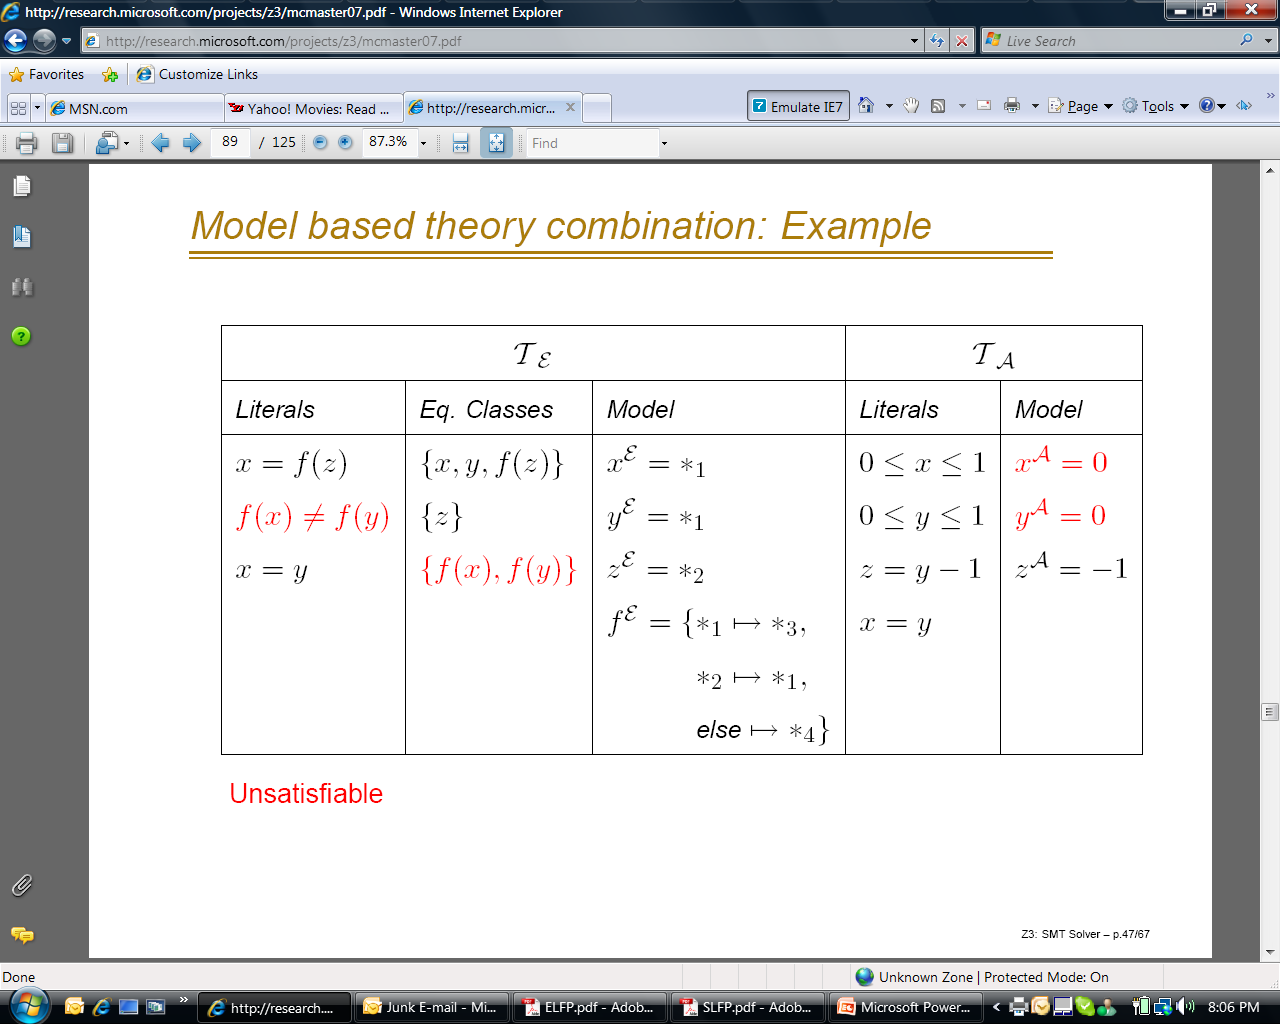 http://research.microsoft.com/projects/z3/mcmaster07.pdf - Windows Internet Explorer
http://research.microsoft.com/projects/z3/mcmaster07.pdf
Live Search
Favorites
Customize Links
MSN.com
Yahoo! Movies: Read ...
http://research.micr...
7 Emulate IE7
Page
Tools
89 / 125
87.3%
Find
Model based theory combination: Example
𝒯_ℰ 𝒯_𝒜
Literals Eq. Classes Model Literals Model
x = f(z) {x, y, f(z)} x^ℰ = *₁ 0 ≤ x ≤ 1 x^𝒜 = 0
f(x) ≠ f(y) {z} y^ℰ = *₁ 0 ≤ y ≤ 1 y^𝒜 = 0
x = y {f(x), f(y)} z^ℰ = *₂ z = y − 1 z^𝒜 = −1
f^ℰ = {*₁ ↦ *₃, x = y
*₂ ↦ *₁,
else ↦ *₄}
Unsatisfiable
Z3: SMT Solver – p.47/67
Done
Unknown Zone | Protected Mode: On
http://research....
Junk E-mail - Mi...
ELFP.pdf - Adob...
SLFP.pdf - Adob...
Microsoft Power...
8:06 PM